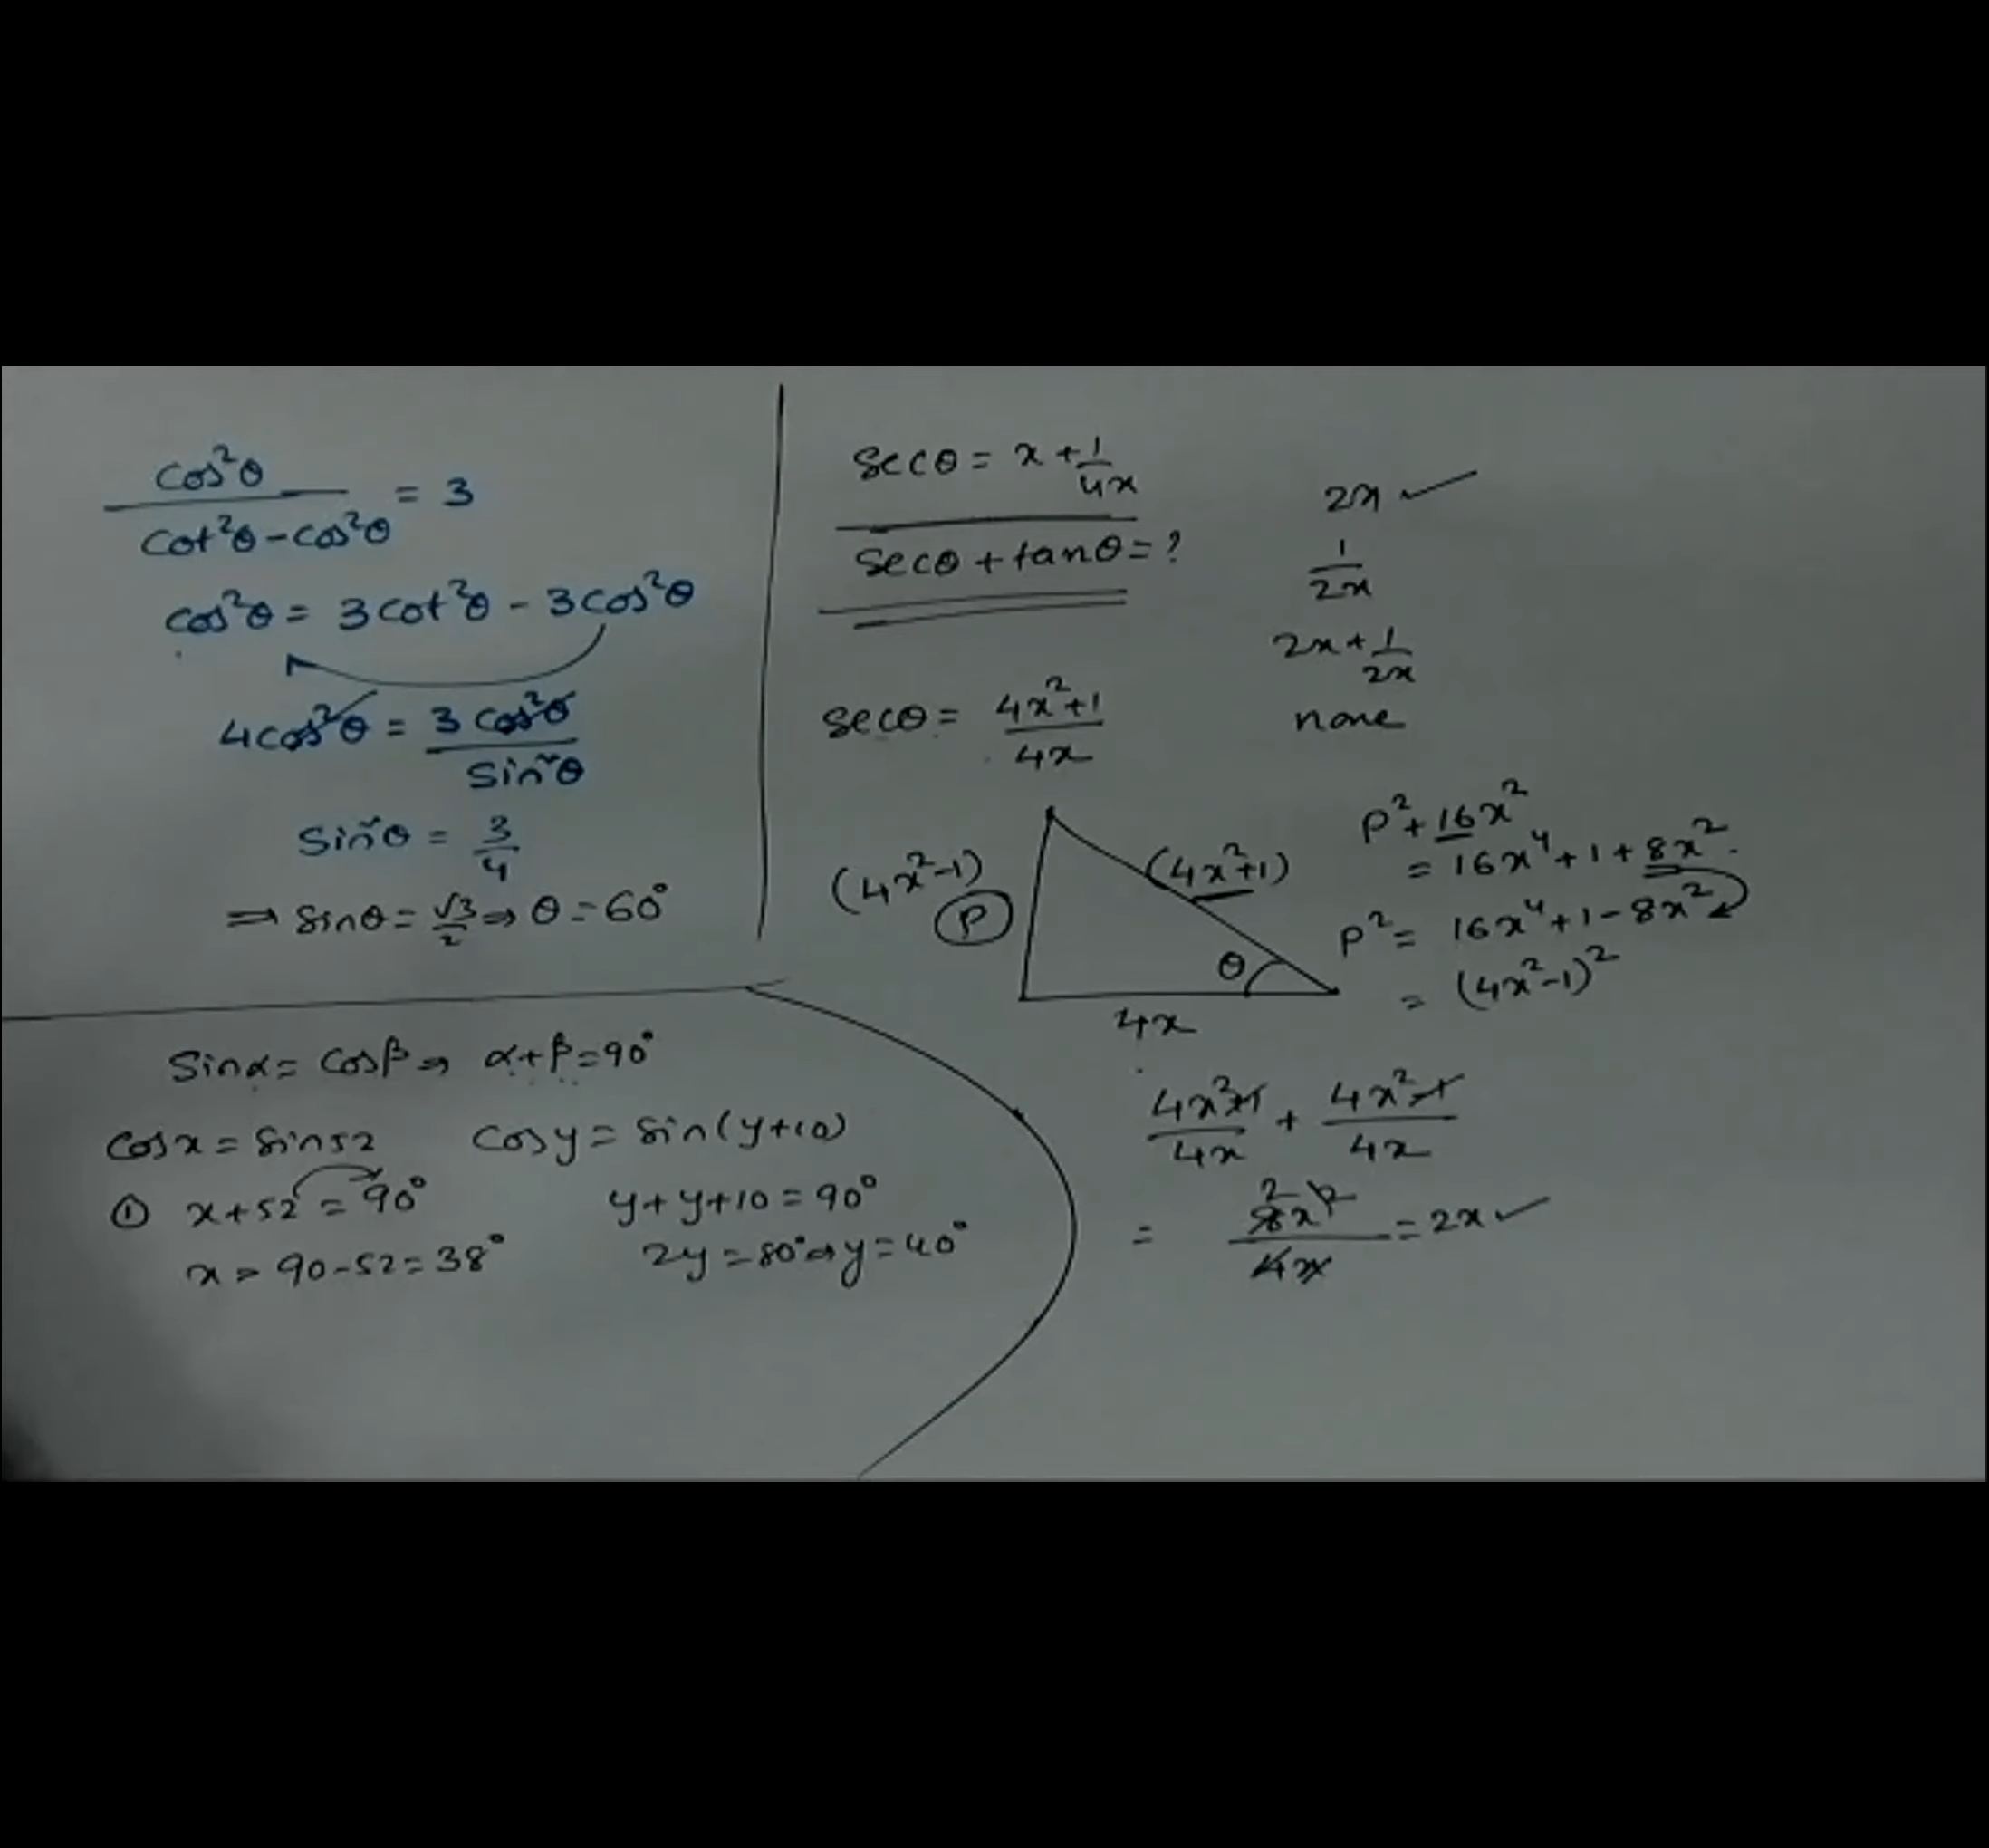 cos²θ / cot²θ - cos²θ = 3
cos²θ = 3cot²θ - 3cos²θ
4cos²θ = 3cos²θ / sin²θ
sin²θ = 3/4
⇒ sinθ = √3/2 ⇒ θ = 60°
secθ = x + 1/4x
secθ + tanθ = ?
2x ✓
1/2x
2x + 1/2x
none
secθ = 4x²+1 / 4x
(4x²-1)
P
(4x²+1)
θ
4x
P² + 16x²
= 16x⁴ + 1 + 8x².
P² = 16x⁴ + 1 - 8x²
= (4x²-1)²
4x²+1 / 4x + 4x²-1 / 4x
= 8x² / 4x = 2x ✓
2
sinα = cosβ ⇒ α+β = 90°
cosx = sin52
① x+52 = 90°
x = 90-52 = 38°
cosy = sin(y+10)
y+y+10 = 90°
2y = 80° ⇒ y = 40°